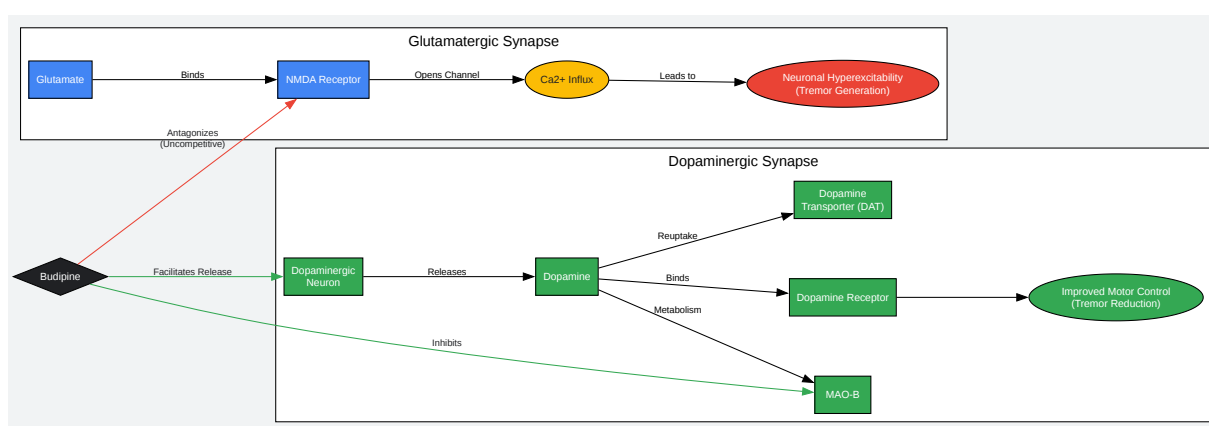 Glutamatergic Synapse
Glutamate
Binds
NMDA Receptor
Opens Channel
Ca2+ Influx
Leads to
Neuronal Hyperexcitability
(Tremor Generation)
Antagonizes
(Uncompetitive)
Dopaminergic Synapse
Dopamine
Transporter (DAT)
Reuptake
Budipine
Facilitates Release
Dopaminergic
Neuron
Releases
Dopamine
Binds
Dopamine Receptor
Improved Motor Control
(Tremor Reduction)
Metabolism
Inhibits
MAO-B